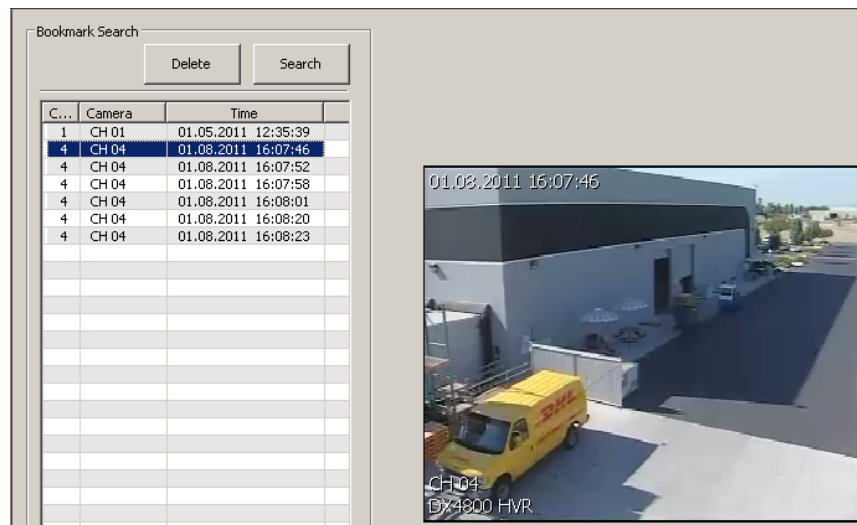 Bookmark Search
Delete Search
C... Camera Time
1 CH 01 01.05.2011 12:35:39
4 CH 04 01.08.2011 16:07:46
4 CH 04 01.08.2011 16:07:52
4 CH 04 01.08.2011 16:07:58
4 CH 04 01.08.2011 16:08:01
4 CH 04 01.08.2011 16:08:20
4 CH 04 01.08.2011 16:08:23
01.08.2011 16:07:46
DHL
CH 04
DX4800 HVR